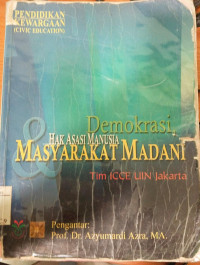 PENDIDIKAN
KEWARGAAN
(CIVIC EDUCATION)
Demokrasi,
HAK ASASI MANUSIA
& MASYARAKAT MADANI
Tim ICCE UIN Jakarta
Pengantar:
Prof. Dr. Azyumardi Azra, MA.